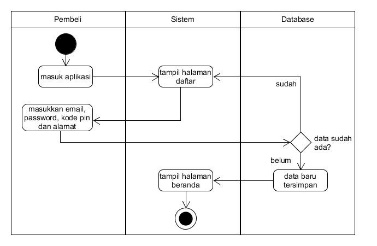 Pembeli
Sistem
Database
masuk aplikasi
tampil halaman
daftar
sudah
masukkan email,
password, kode pin
dan alamat
data sudah
ada?
belum
tampil halaman
beranda
data baru
tersimpan